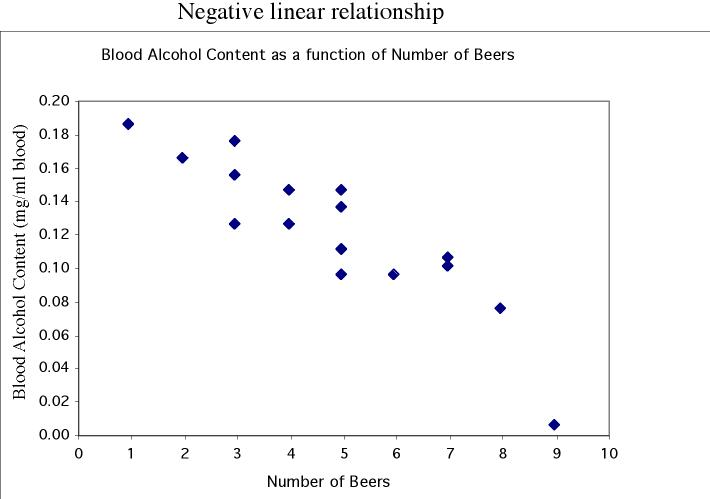 Negative linear relationship
Blood Alcohol Content as a function of Number of Beers
0.20
0.18
0.16
0.14
0.12
0.10
0.08
0.06
0.04
0.02
0.00
Blood Alcohol Content (mg/ml blood)
0 1 2 3 4 5 6 7 8 9 10
Number of Beers